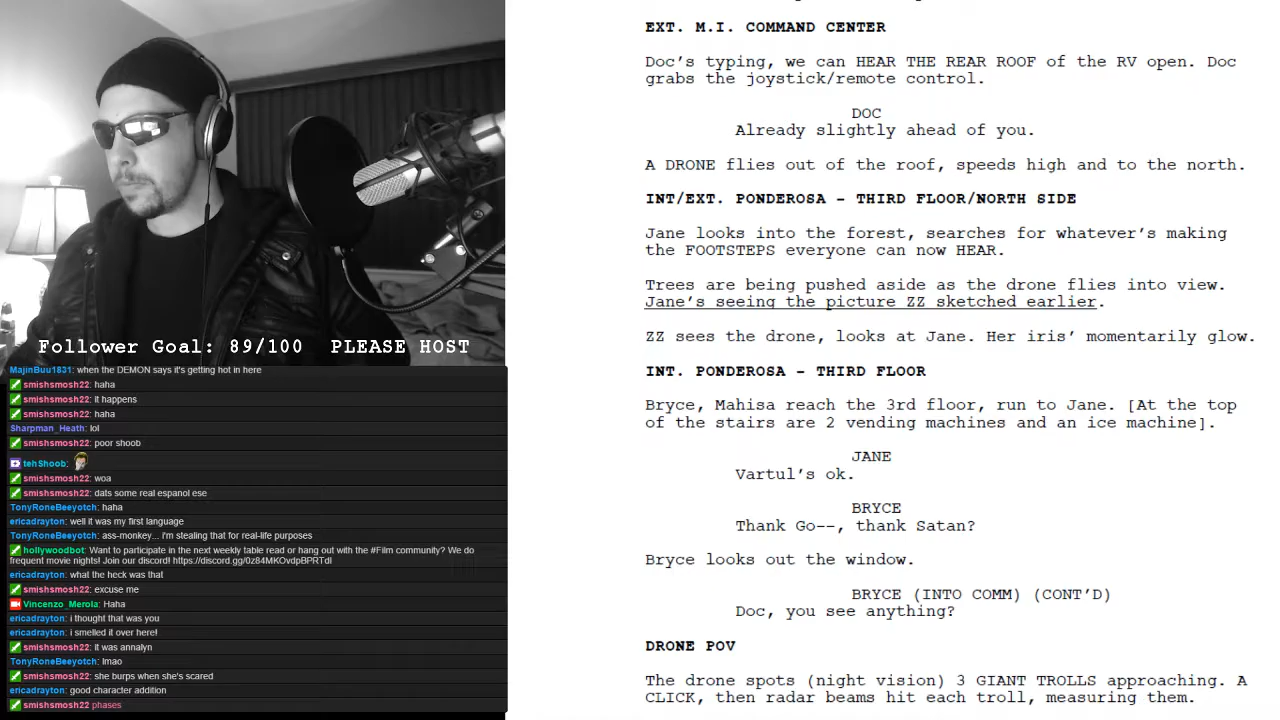 EXT. M.I. COMMAND CENTER
Doc's typing, we can HEAR THE REAR ROOF of the RV open. Doc
grabs the joystick/remote control.
DOC
Already slightly ahead of you.
A DRONE flies out of the roof, speeds high and to the north.
INT/EXT. PONDEROSA - THIRD FLOOR/NORTH SIDE
Jane looks into the forest, searches for whatever's making
the FOOTSTEPS everyone can now HEAR.
Trees are being pushed aside as the drone flies into view.
Jane's seeing the picture ZZ sketched earlier.
ZZ sees the drone, looks at Jane. Her iris' momentarily glow.
INT. PONDEROSA - THIRD FLOOR
Bryce, Mahisa reach the 3rd floor, run to Jane. [At the top
of the stairs are 2 vending machines and an ice machine].
JANE
Vartul's ok.
BRYCE
Thank Go--, thank Satan?
Bryce looks out the window.
BRYCE (INTO COMM) (CONT'D)
Doc, you see anything?
DRONE POV
The drone spots (night vision) 3 GIANT TROLLS approaching. A
CLICK, then radar beams hit each troll, measuring them.
Follower Goal: 89/100 PLEASE HOST
MajinBuu1831: when the DEMON says it's getting hot in here
smishsmosh22: haha
smishsmosh22: it happens
smishsmosh22: haha
Sharpman_Heath: lol
smishsmosh22: poor shoob
tehShoob:
smishsmosh22: woa
smishsmosh22: dats some real espanol ese
TonyRoneBeeyotch: haha
ericadrayton: well it was my first language
TonyRoneBeeyotch: ass-monkey... i'm stealing that for real-life purposes
hollywoodbot: Want to participate in the next weekly table read or hang out with the #Film community? We do
frequent movie nights! Join our discord! https://discord.gg/0z84MKOvdpBPRTdI
ericadrayton: what the heck was that
smishsmosh22: excuse me
Vincenzo_Merola: Haha
ericadrayton: i thought that was you
ericadrayton: i smelled it over here!
smishsmosh22: it was annalyn
TonyRoneBeeyotch: lmao
smishsmosh22: she burps when she's scared
ericadrayton: good character addition
smishsmosh22 phases